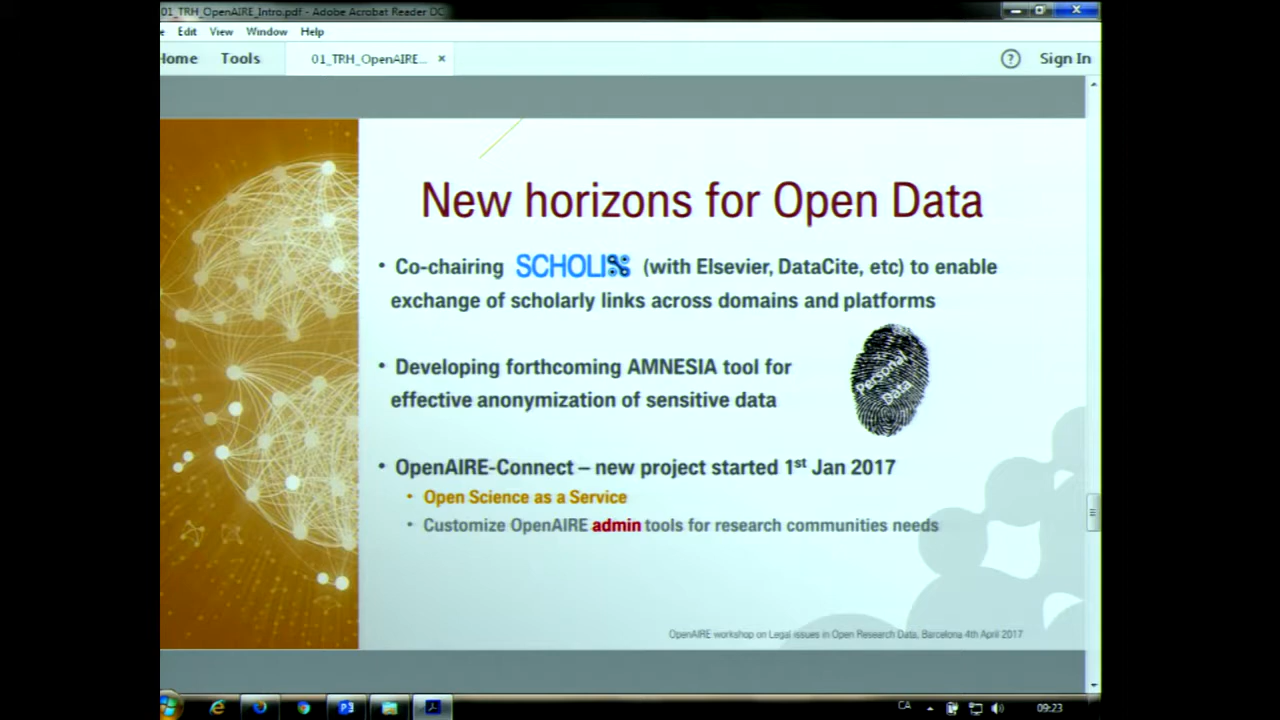 01_TRH_OpenAIRE_Intro.pdf - Adobe Acrobat Reader DC
Edit View Window Help
Home Tools 01_TRH_OpenAIRE... × ? Sign In
New horizons for Open Data
• Co-chairing SCHOLIX (with Elsevier, DataCite, etc) to enable
exchange of scholarly links across domains and platforms
• Developing forthcoming AMNESIA tool for
effective anonymization of sensitive data
Personal
Data
• OpenAIRE-Connect – new project started 1st Jan 2017
• Open Science as a Service
• Customize OpenAIRE admin tools for research communities needs
OpenAIRE workshop on Legal issues in Open Research Data, Barcelona 4th April 2017
CA 09:23